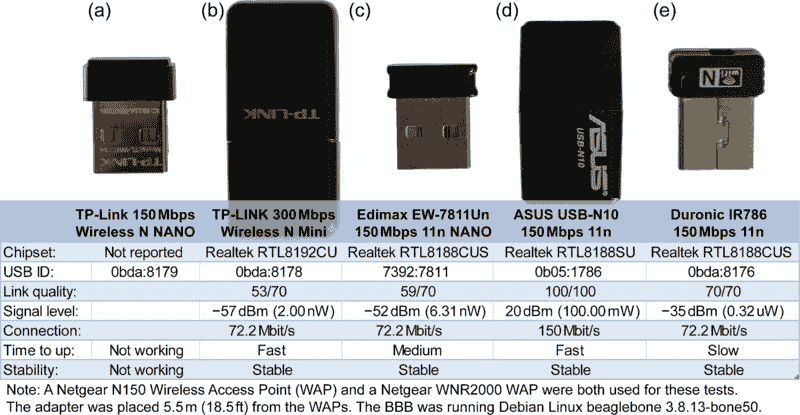 (a) (b) (c) (d) (e)
TP-LINK
TP-LINK
ASUS
USB-N10
N
TP-Link 150 Mbps TP-LINK 300 Mbps Edimax EW-7811Un ASUS USB-N10 Duronic IR786
Wireless N NANO Wireless N Mini 150 Mbps 11n NANO 150 Mbps 11n 150 Mbps 11n
Chipset: Not reported Realtek RTL8192CU Realtek RTL8188CUS Realtek RTL8188SU Realtek RTL8188CUS
USB ID: 0bda:8179 0bda:8178 7392:7811 0b05:1786 0bda:8176
Link quality: 53/70 59/70 100/100 70/70
Signal level: −57 dBm (2.00 nW) −52 dBm (6.31 nW) 20 dBm (100.00 mW) −35 dBm (0.32 uW)
Connection: 72.2 Mbit/s 72.2 Mbit/s 150 Mbit/s 72.2 Mbit/s
Time to up: Not working Fast Medium Fast Slow
Stability: Not working Stable Stable Stable Stable
Note: A Netgear N150 Wireless Access Point (WAP) and a Netgear WNR2000 WAP were both used for these tests.
The adapter was placed 5.5 m (18.5 ft) from the WAPs. The BBB was running Debian Linux beaglebone 3.8.13-bone50.